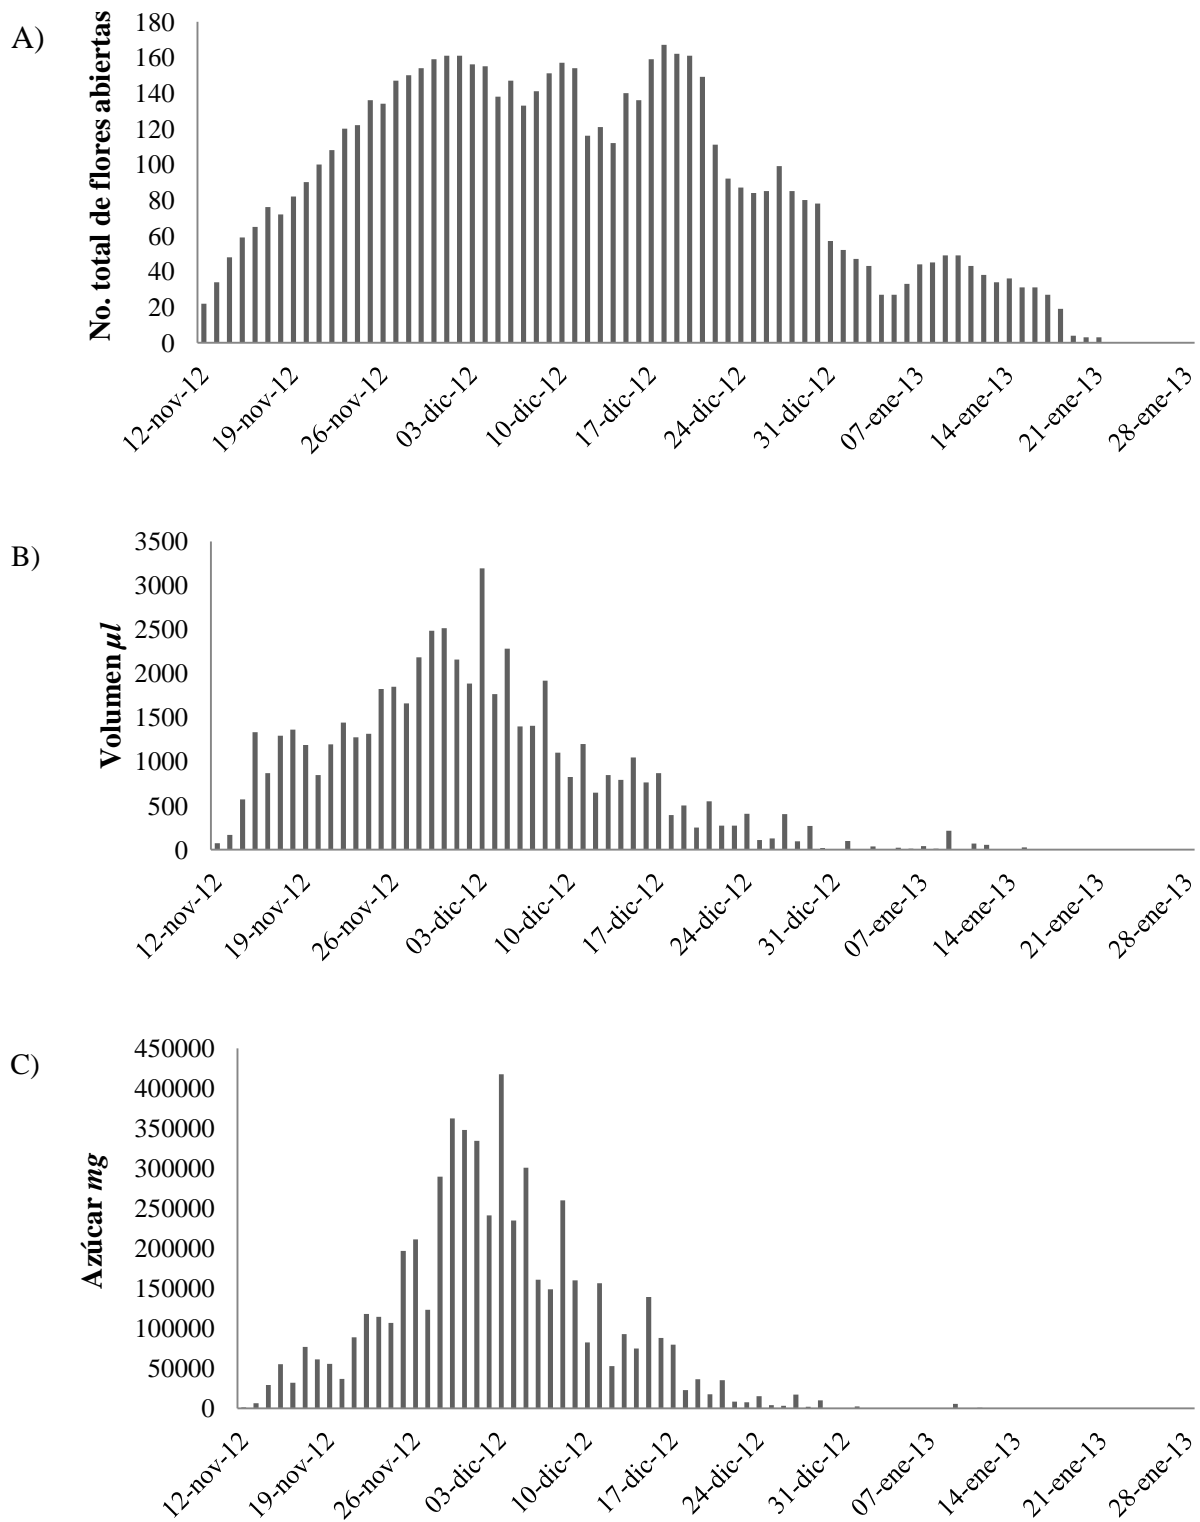 A)
No. total de flores abiertas
180
160
140
120
100
80
60
40
20
0
12-nov-12
19-nov-12
26-nov-12
03-dic-12
10-dic-12
17-dic-12
24-dic-12
31-dic-12
07-ene-13
14-ene-13
21-ene-13
28-ene-13
B)
Volumen µl
3500
3000
2500
2000
1500
1000
500
0
12-nov-12
19-nov-12
26-nov-12
03-dic-12
10-dic-12
17-dic-12
24-dic-12
31-dic-12
07-ene-13
14-ene-13
21-ene-13
28-ene-13
C)
Azúcar mg
450000
400000
350000
300000
250000
200000
150000
100000
50000
0
12-nov-12
19-nov-12
26-nov-12
03-dic-12
10-dic-12
17-dic-12
24-dic-12
31-dic-12
07-ene-13
14-ene-13
21-ene-13
28-ene-13